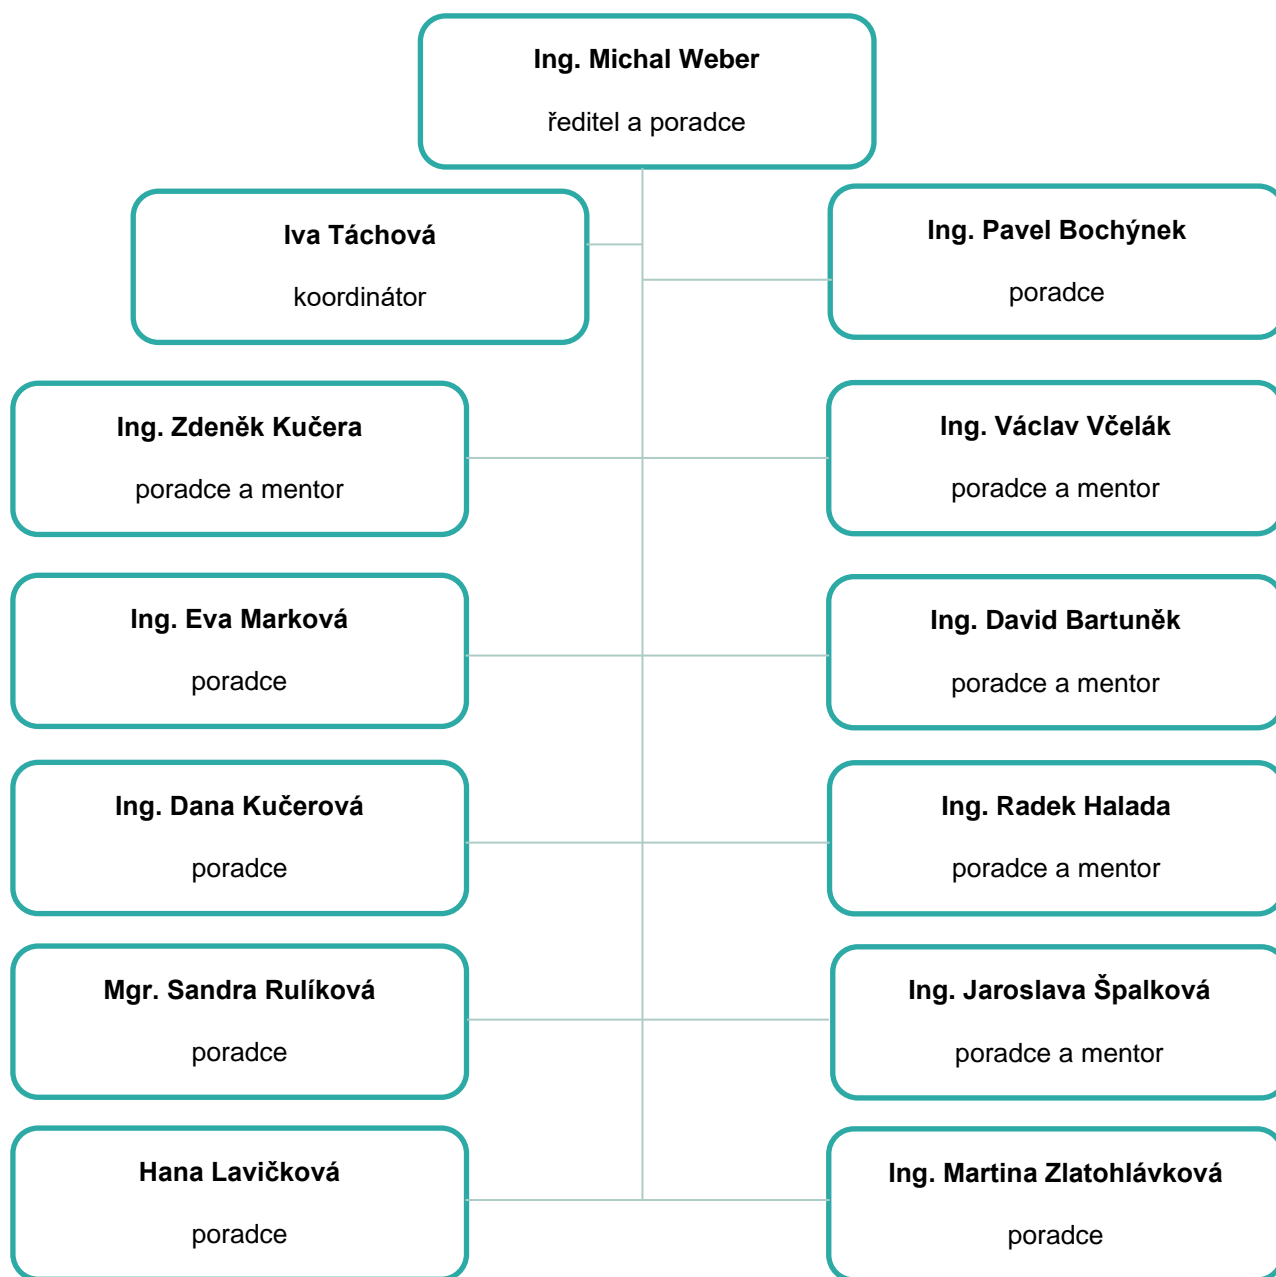 Ing. Michal Weber
ředitel a poradce
Iva Táchová
koordinátor
Ing. Pavel Bochýnek
poradce
Ing. Zdeněk Kučera
poradce a mentor
Ing. Václav Včelák
poradce a mentor
Ing. Eva Marková
poradce
Ing. David Bartuněk
poradce a mentor
Ing. Dana Kučerová
poradce
Ing. Radek Halada
poradce a mentor
Mgr. Sandra Rulíková
poradce
Ing. Jaroslava Špalková
poradce a mentor
Hana Lavičková
poradce
Ing. Martina Zlatohlávková
poradce